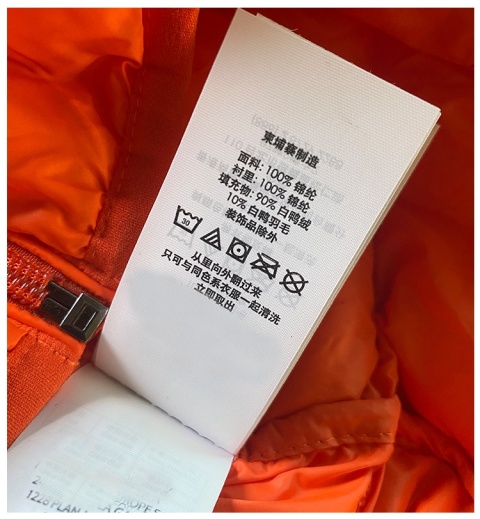 柬埔寨制造
面料: 100% 锦纶
衬里: 100% 锦纶
填充物: 90% 白鸭绒
10% 白鸭羽毛
装饰品除外
30
从里向外翻过来
只可与同色系衣服一起清洗
立即取出